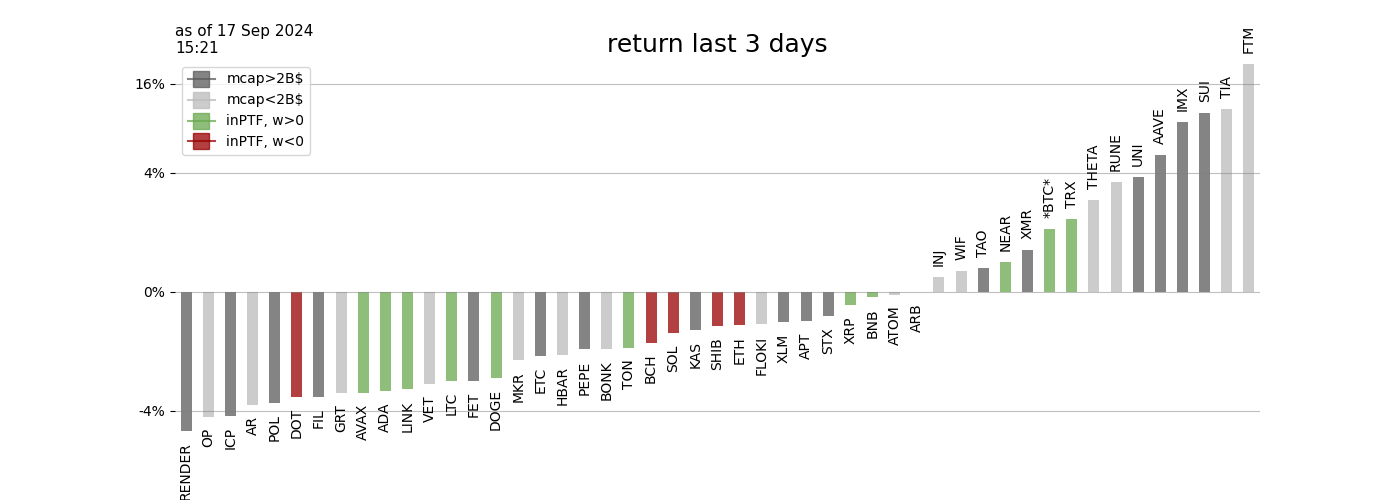 as of 17 Sep 2024
15:21
return last 3 days
16%
4%
0%
-4%
mcap>2B$
mcap<2B$
inPTF, w>0
inPTF, w<0
RENDER
OP
ICP
AR
POL
DOT
FIL
GRT
AVAX
ADA
LINK
VET
LTC
FET
DOGE
MKR
ETC
HBAR
PEPE
BONK
TON
BCH
SOL
KAS
SHIB
ETH
FLOKI
XLM
APT
STX
XRP
BNB
ATOM
ARB
INJ
WIF
TAO
NEAR
XMR
*BTC*
TRX
THETA
RUNE
UNI
AAVE
IMX
SUI
TIA
FTM